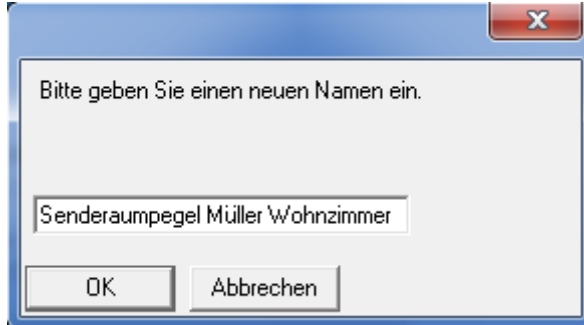 Bitte geben Sie einen neuen Namen ein.
Senderaumpegel Müller Wohnzimmer
OK Abbrechen